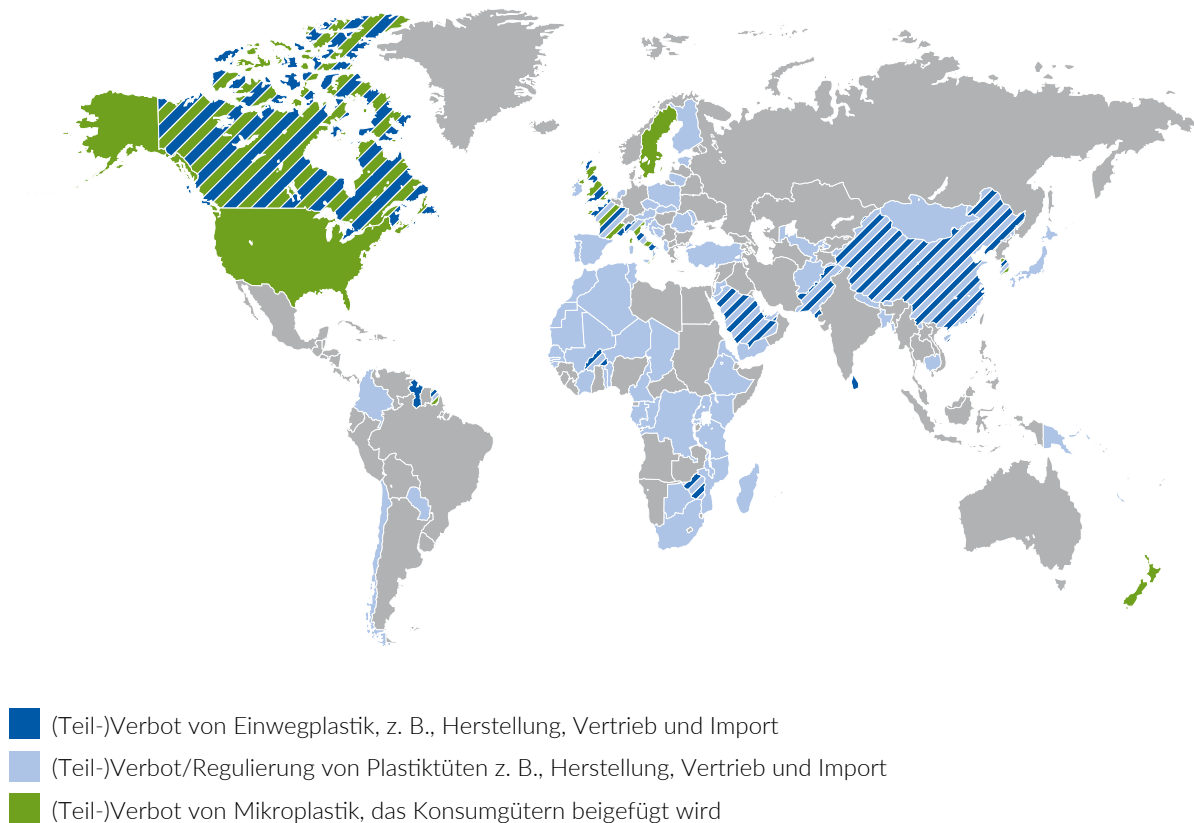 (Teil-)Verbot von Einwegplastik, z. B., Herstellung, Vertrieb und Import
(Teil-)Verbot/Regulierung von Plastiktüten z. B., Herstellung, Vertrieb und Import
(Teil-)Verbot von Mikroplastik, das Konsumgütern beigefügt wird